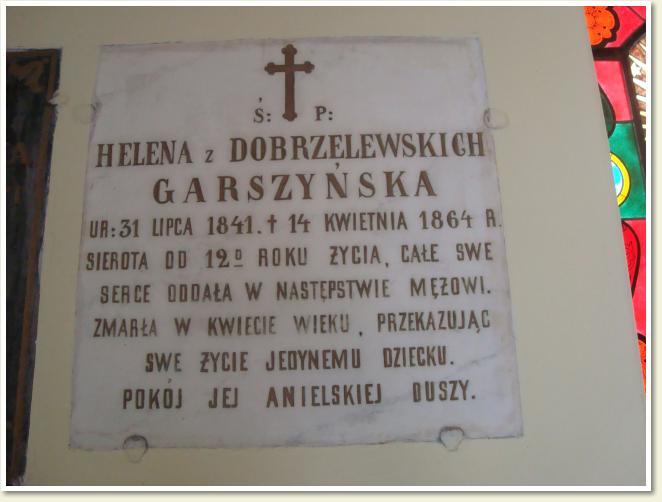 Ś: P:
HELENA z DOBRZELEWSKICH
GARSZYŃSKA
UR: 31 LIPCA 1841. † 14 KWIETNIA 1864 R.
SIEROTA OD 12º ROKU ŻYCIA, CAŁE SWE
SERCE ODDAŁA W NASTĘPSTWIE MĘŻOWI.
ZMARŁA W KWIECIE WIEKU, PRZEKAZUJĄC
SWE ŻYCIE JEDYNEMU DZIECKU.
POKÓJ JEJ ANIELSKIEJ DUSZY.